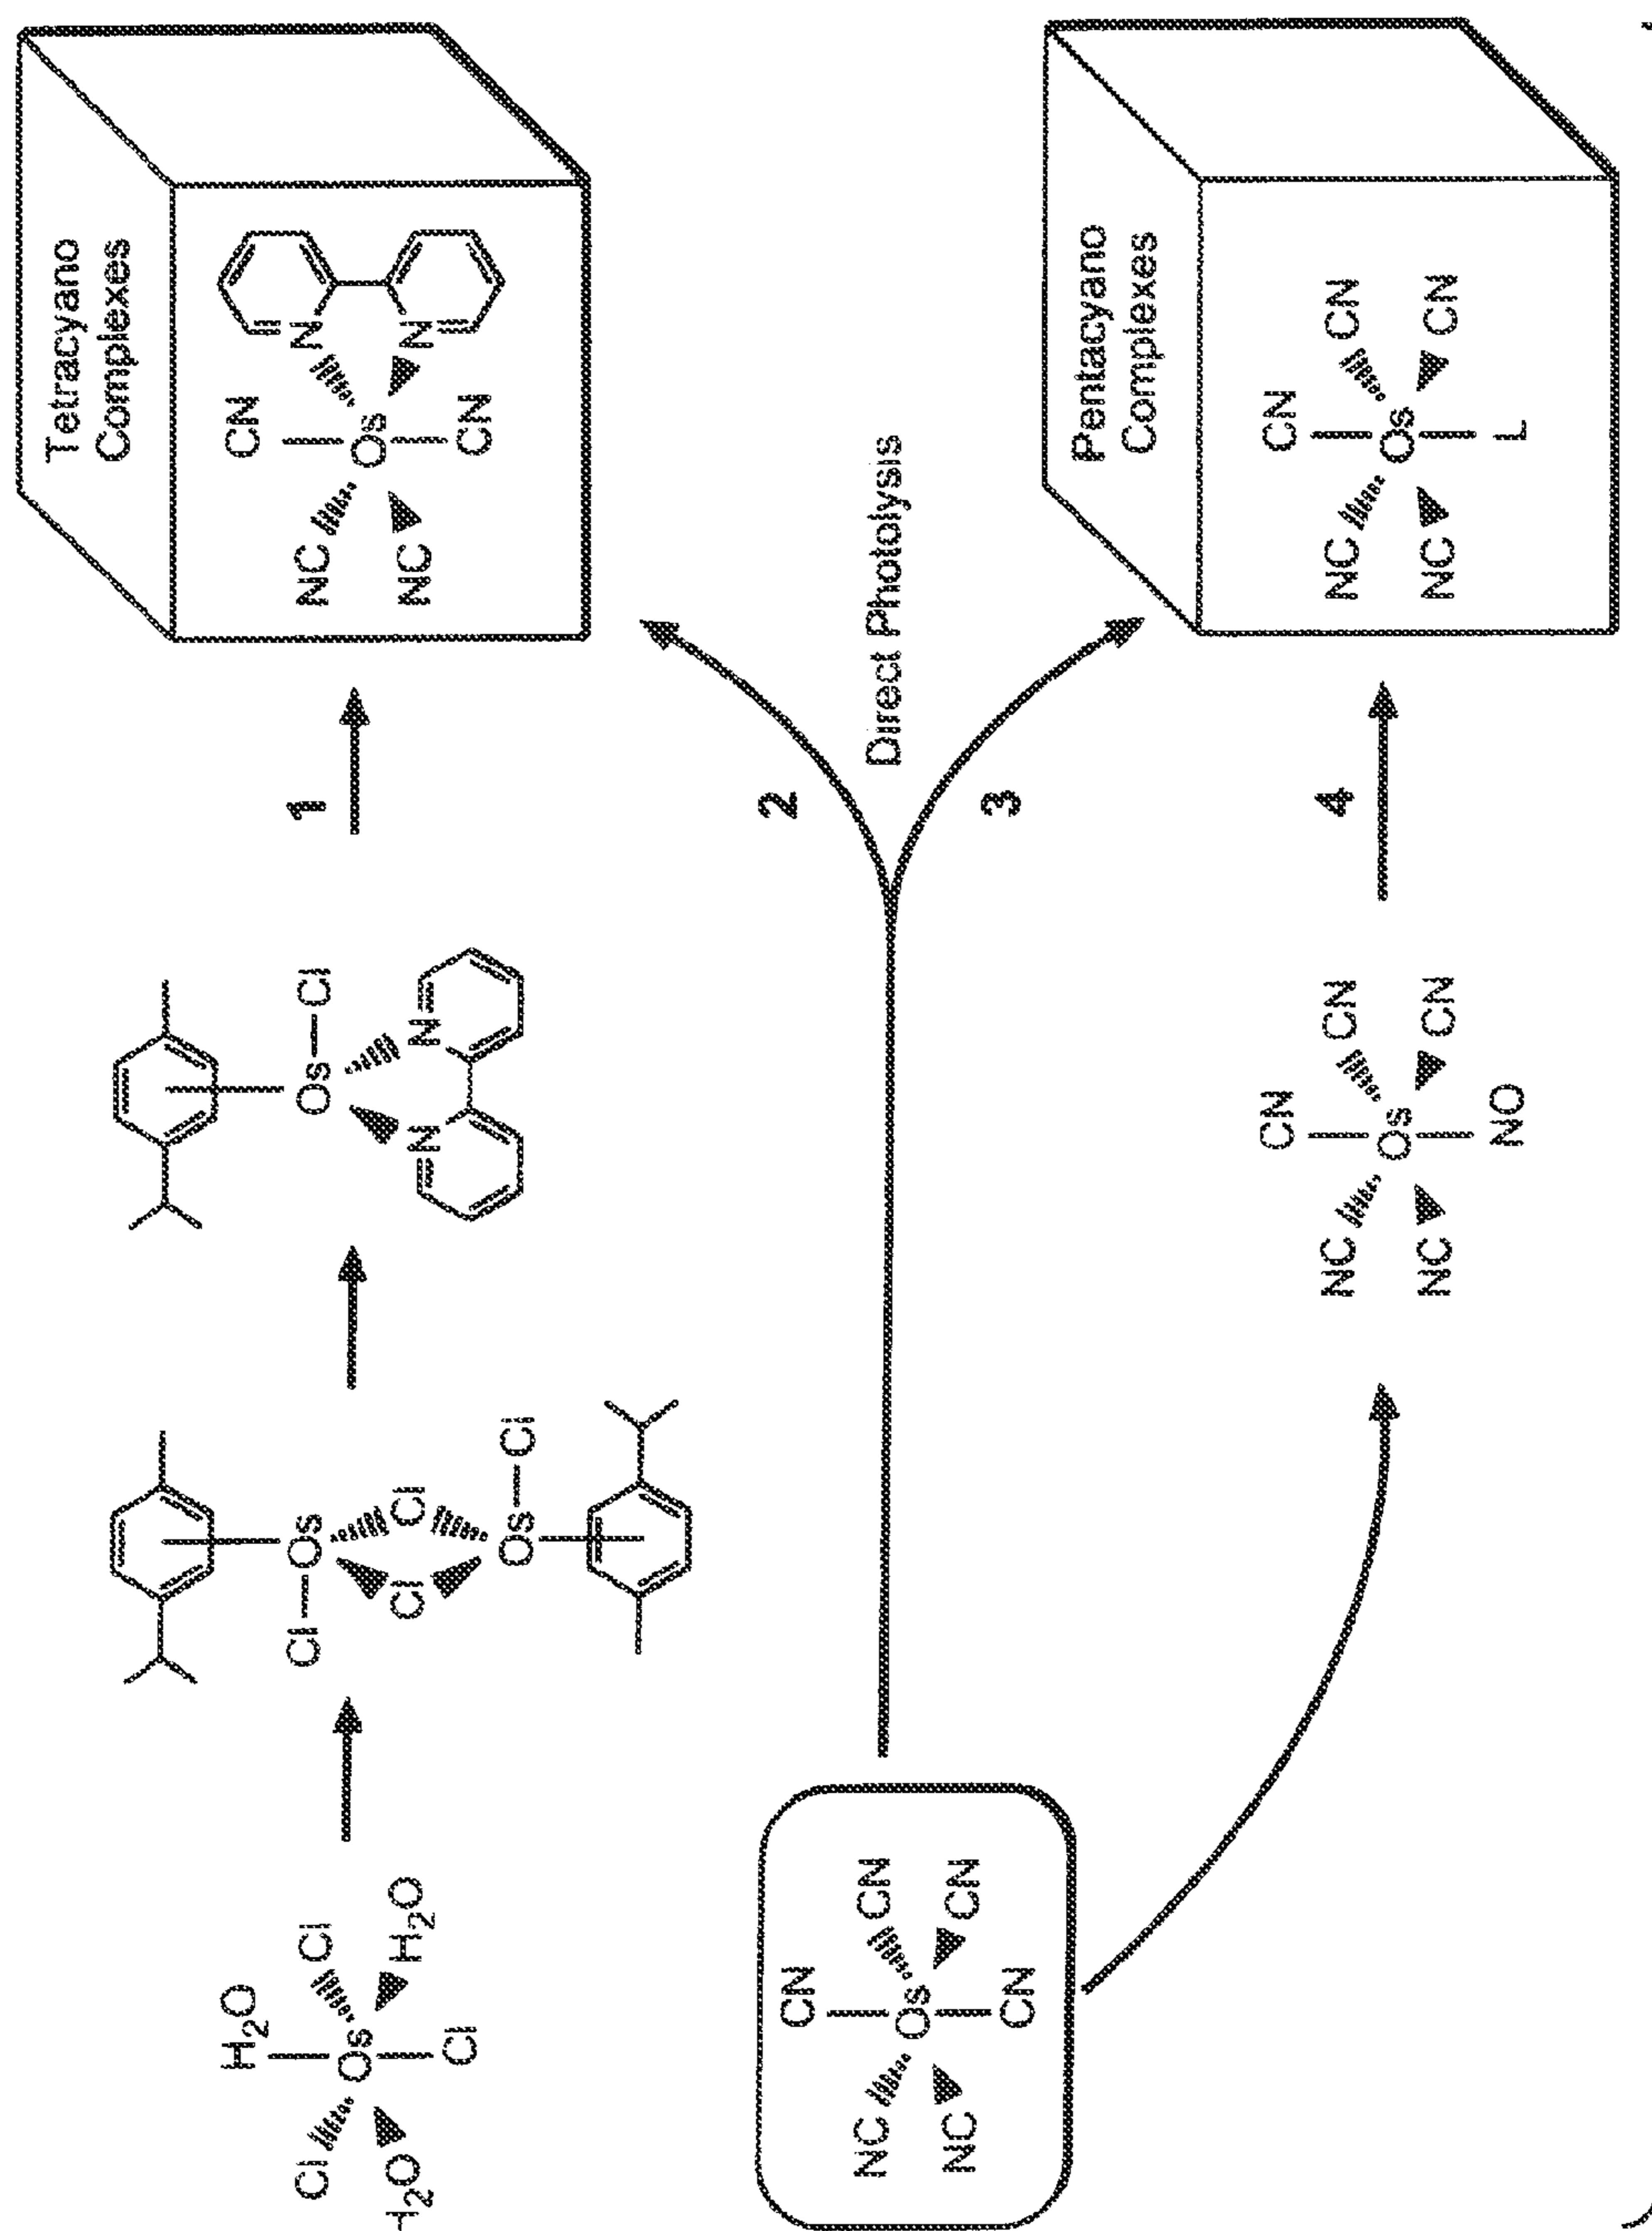 Tetracyano
Complexes
CN
NC
Os
N
NC
N
CN
1
Os
Cl
N
N
Cl
Os
Cl
Cl
Os
Cl
H2O
Cl
Cl
Os
H2O
H2O
Cl
2
Direct Photolysis
3
CN
NC
CN
Os
NC
CN
CN
Pentacyano
Complexes
CN
NC
CN
Os
NC
CN
L
4
CN
NC
CN
Os
NC
CN
NO